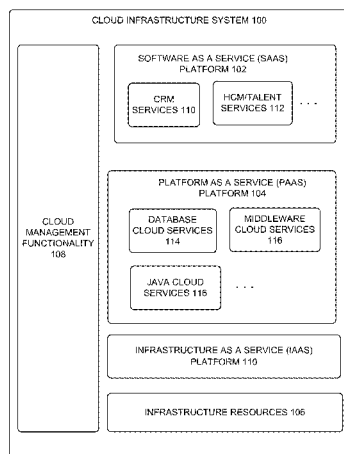 CLOUD INFRASTRUCTURE SYSTEM 100
SOFTWARE AS A SERVICE (SAAS)
PLATFORM 102
CRM
SERVICES 110
HCM/TALENT
SERVICES 112
. . .
CLOUD
MANAGEMENT
FUNCTIONALITY
108
PLATFORM AS A SERVICE (PAAS)
PLATFORM 104
DATABASE
CLOUD SERVICES
114
MIDDLEWARE
CLOUD SERVICES
116
JAVA CLOUD
SERVICES 116
. . .
INFRASTRUCTURE AS A SERVICE (IAAS)
PLATFORM 110
INFRASTRUCTURE RESOURCES 106